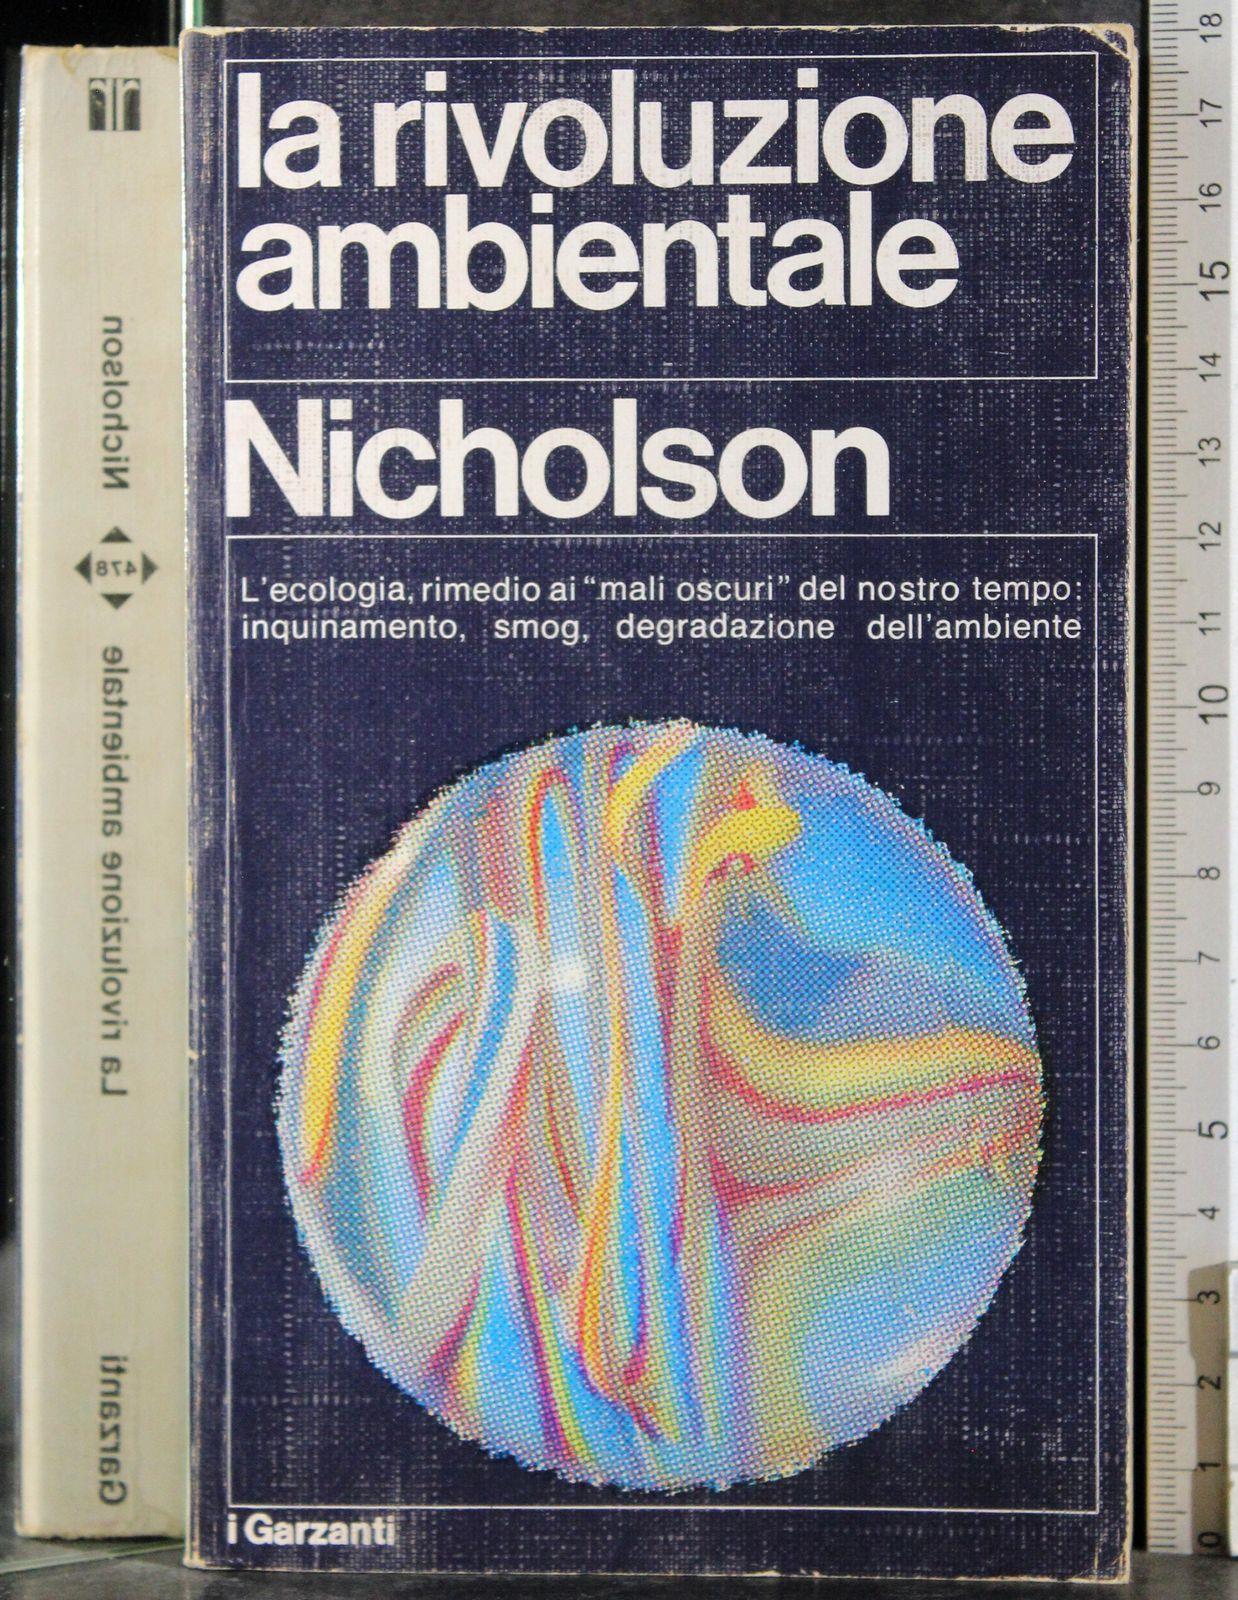 la rivoluzione
ambientale
Nicholson
L'ecologia, rimedio ai "mali oscuri" del nostro tempo:
inquinamento, smog, degradazione dell'ambiente
i Garzanti
Nicholson
478
La rivoluzione ambientale
Garzanti
18
17
16
15
14
13
12
11
10
9
8
7
6
5
4
3
2
1
0